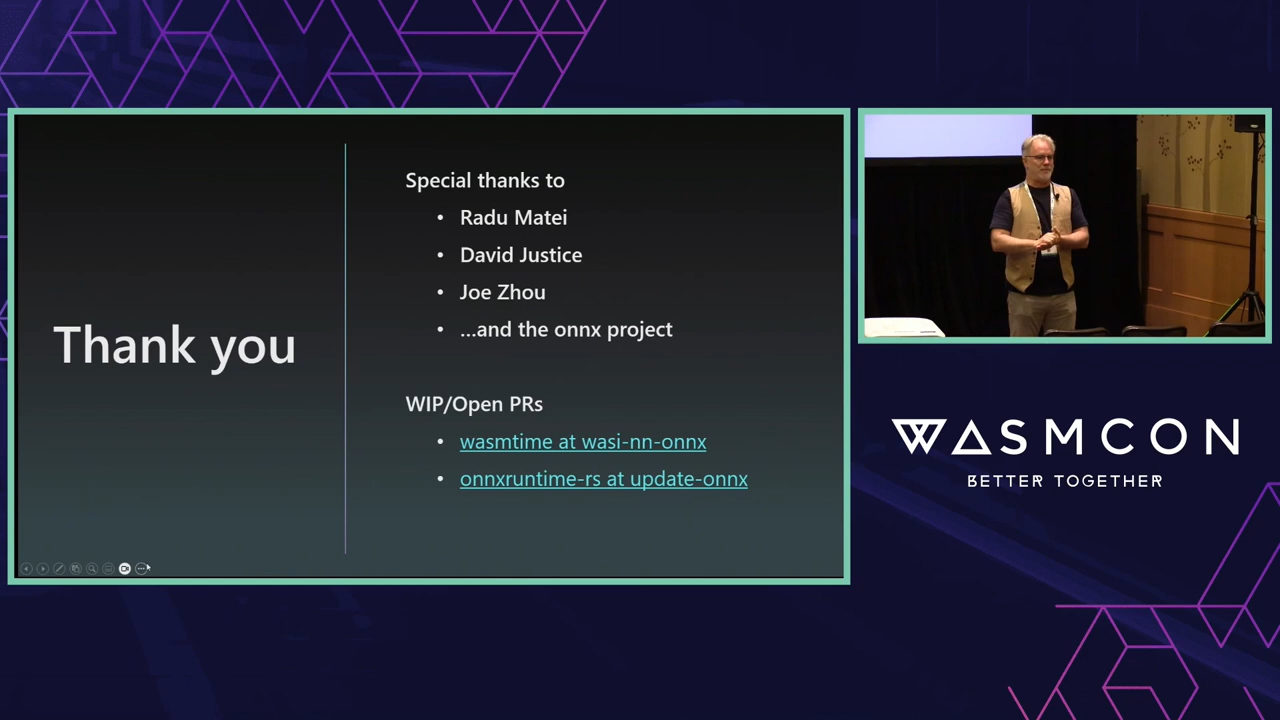 Thank you
Special thanks to
• Radu Matei
• David Justice
• Joe Zhou
• ...and the onnx project
WIP/Open PRs
• wasmtime at wasi-nn-onnx
• onnxruntime-rs at update-onnx
WASMCON
BETTER TOGETHER